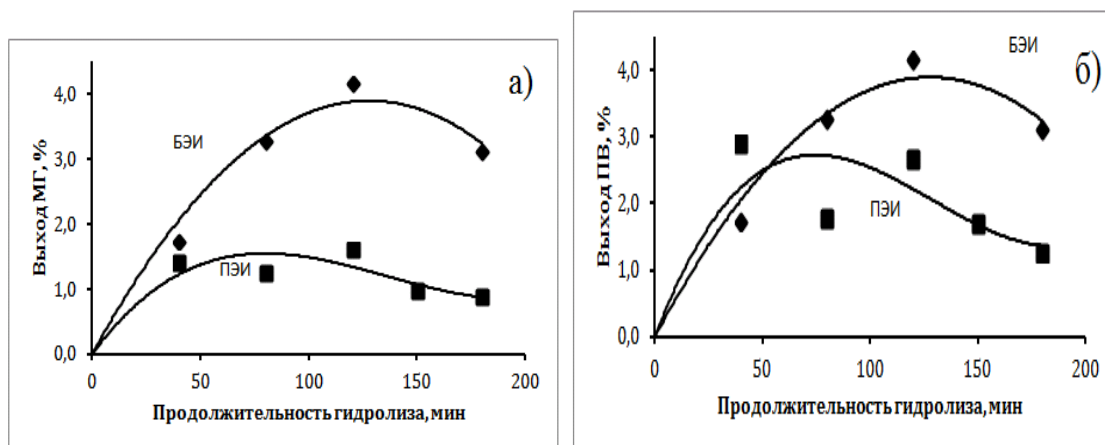 а)
Выход МГ, %
4,0
3,0
2,0
1,0
0,0
БЭИ
ПЭИ
0 50 100 150 200
Продолжительность гидролиза, мин
б)
Выход ПВ, %
4,0
3,0
2,0
1,0
0,0
БЭИ
ПЭИ
0 50 100 150 200
Продолжительность гидролиза, мин